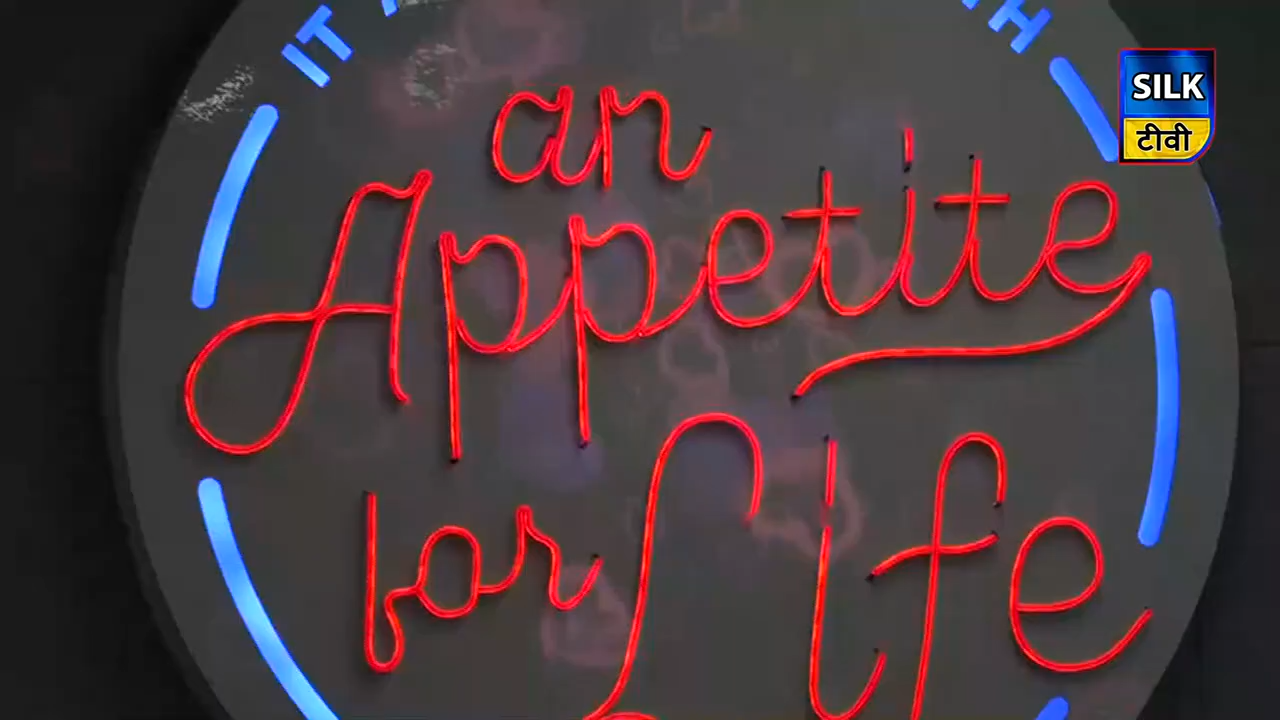 IT
an
Appetite
for Life
SILK
टीवी